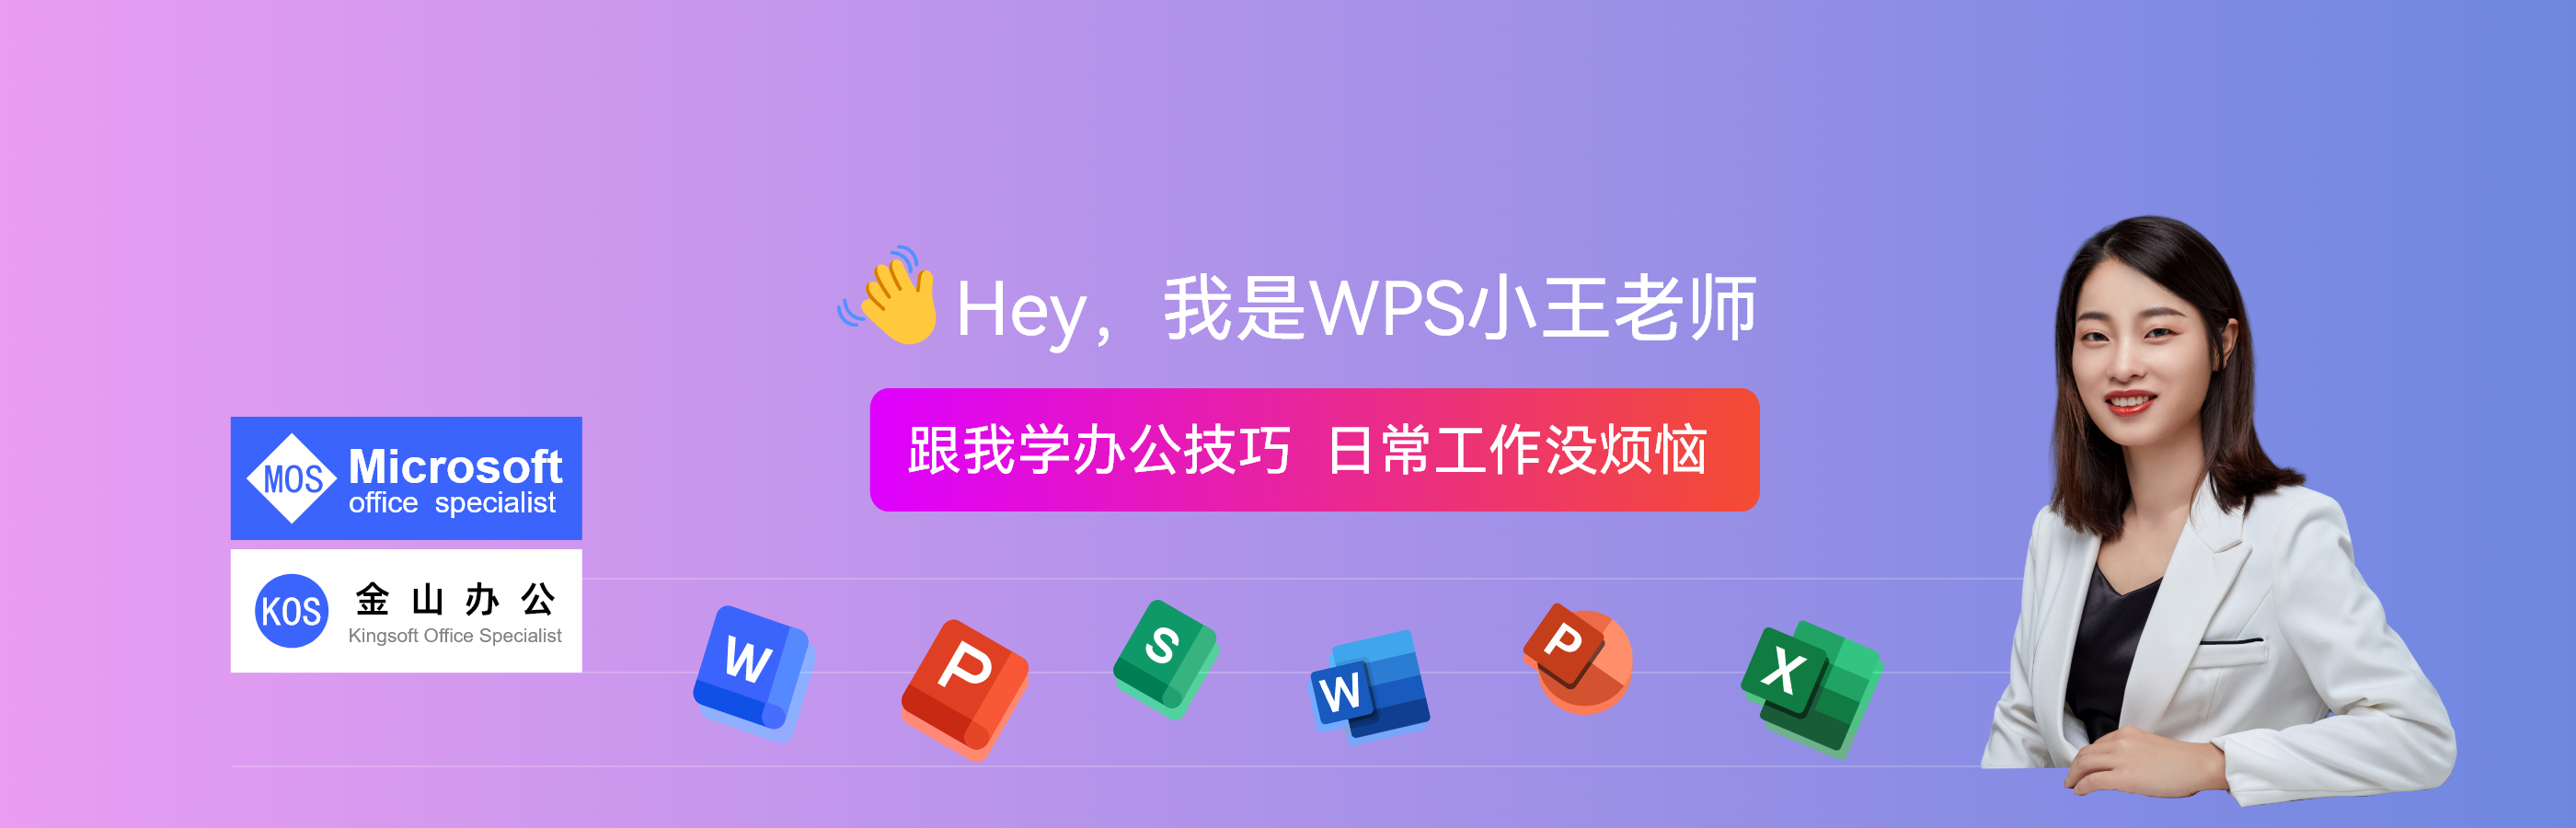 Hey，我是WPS小王老师
跟我学办公技巧 日常工作没烦恼
MOS
Microsoft
office specialist
KOS
金山办公
Kingsoft Office Specialist
W
P
S
W
P
X